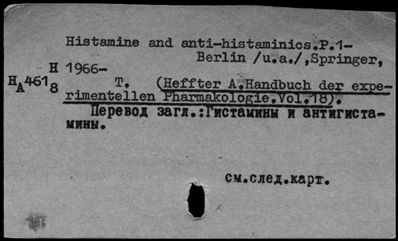 Histamine and anti-histaminics.P.1-
Berlin /u.a./,Springer,
H 1966-
HA461 8 T. (Heffter A.Handbuch der expe-
rimentellen Pharmakologie.Vol.18).
Перевод загл.:Гистамины и антигиста-
мины.
см.след.карт.